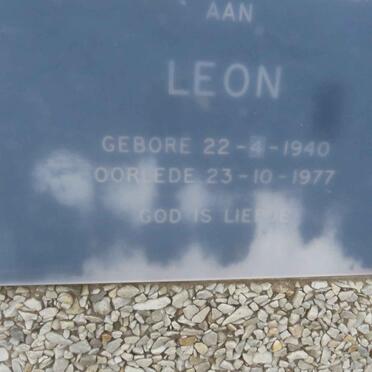 AAN
LEON
GEBORE 22-4-1940
OORLEDE 23-10-1977
GOD IS LIEFDE